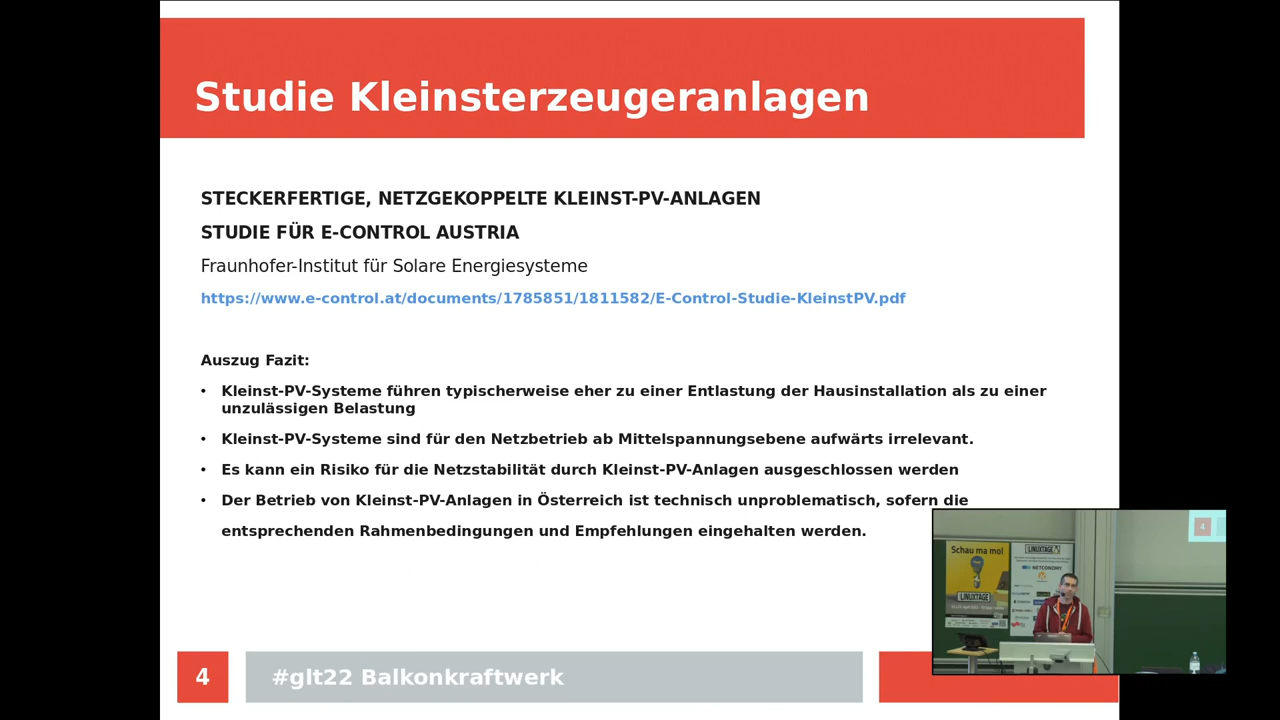 Studie Kleinsterzeugeranlagen
STECKERFERTIGE, NETZGEKOPPELTE KLEINST-PV-ANLAGEN
STUDIE FÜR E-CONTROL AUSTRIA
Fraunhofer-Institut für Solare Energiesysteme
https://www.e-control.at/documents/1785851/1811582/E-Control-Studie-KleinstPV.pdf
Auszug Fazit:
• Kleinst-PV-Systeme führen typischerweise eher zu einer Entlastung der Hausinstallation als zu einer
unzulässigen Belastung
• Kleinst-PV-Systeme sind für den Netzbetrieb ab Mittelspannungsebene aufwärts irrelevant.
• Es kann ein Risiko für die Netzstabilität durch Kleinst-PV-Anlagen ausgeschlossen werden
• Der Betrieb von Kleinst-PV-Anlagen in Österreich ist technisch unproblematisch, sofern die
entsprechenden Rahmenbedingungen und Empfehlungen eingehalten werden.
4
#glt22 Balkonkraftwerk
4
Schau ma mol
LINUXTAGE
LINUXTAGE
NETCONOMY